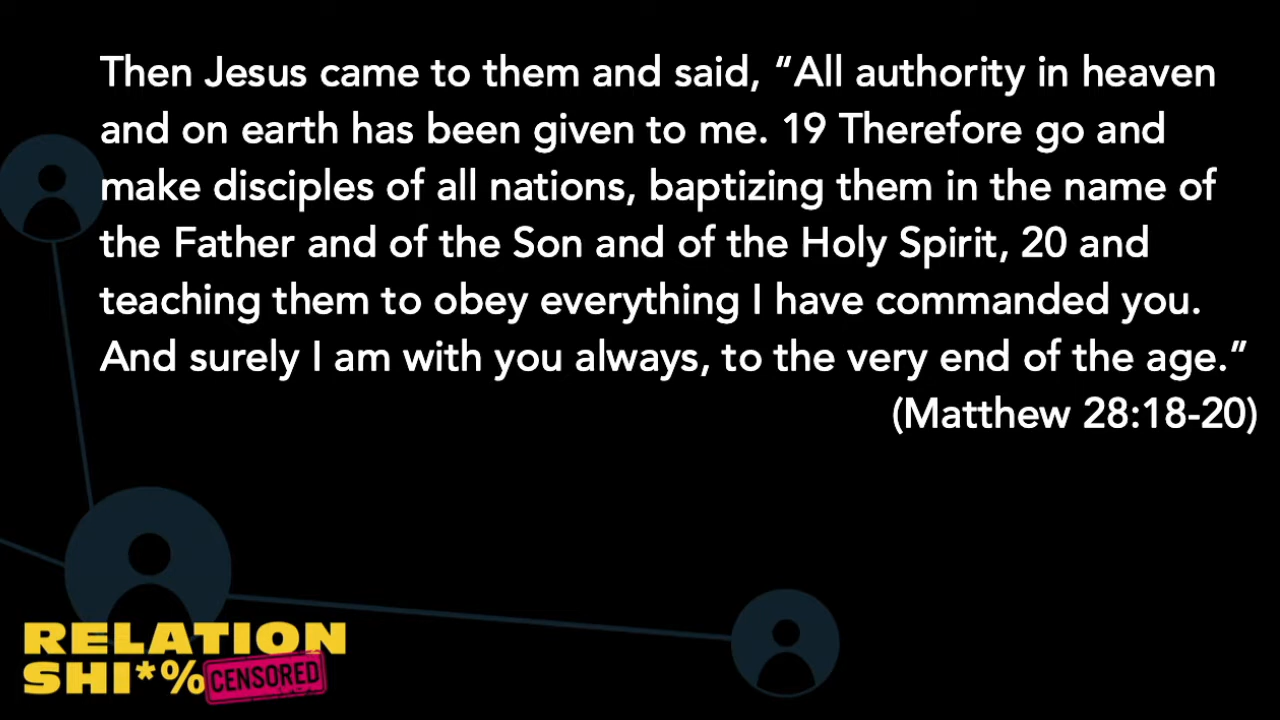 Then Jesus came to them and said, “All authority in heaven
and on earth has been given to me. 19 Therefore go and
make disciples of all nations, baptizing them in the name of
the Father and of the Son and of the Holy Spirit, 20 and
teaching them to obey everything I have commanded you.
And surely I am with you always, to the very end of the age.”
(Matthew 28:18-20)
RELATION
SHI*%
CENSORED